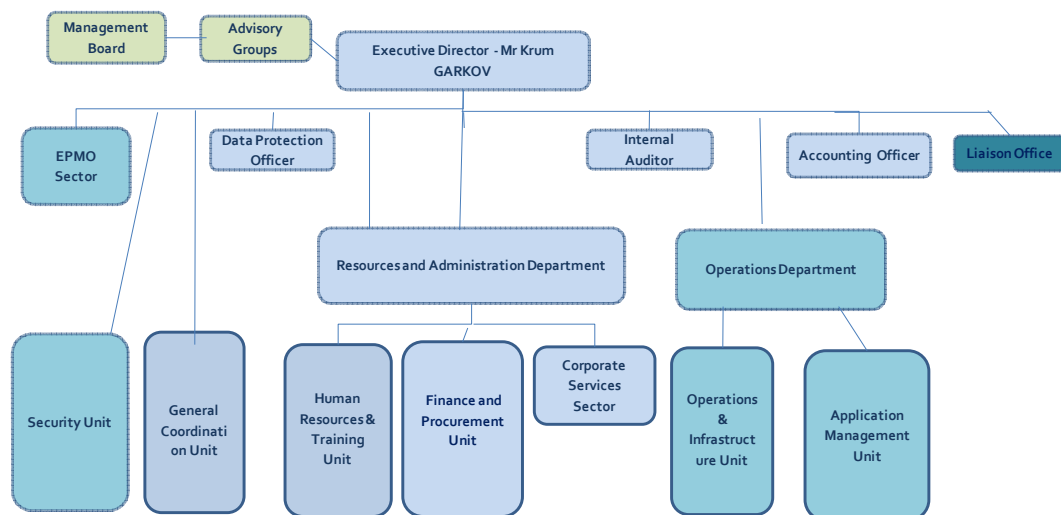 Management
Board
Advisory
Groups
Executive Director - Mr Krum
GARKOV
EPMO
Sector
Data Protection
Officer
Internal
Auditor
Accounting Officer
Liaison Office
Resources and Administration Department
Operations Department
Security Unit
General
Coordinati
on Unit
Human
Resources &
Training
Unit
Finance and
Procurement
Unit
Corporate
Services
Sector
Operations
&
Infrastruct
ure Unit
Application
Management
Unit